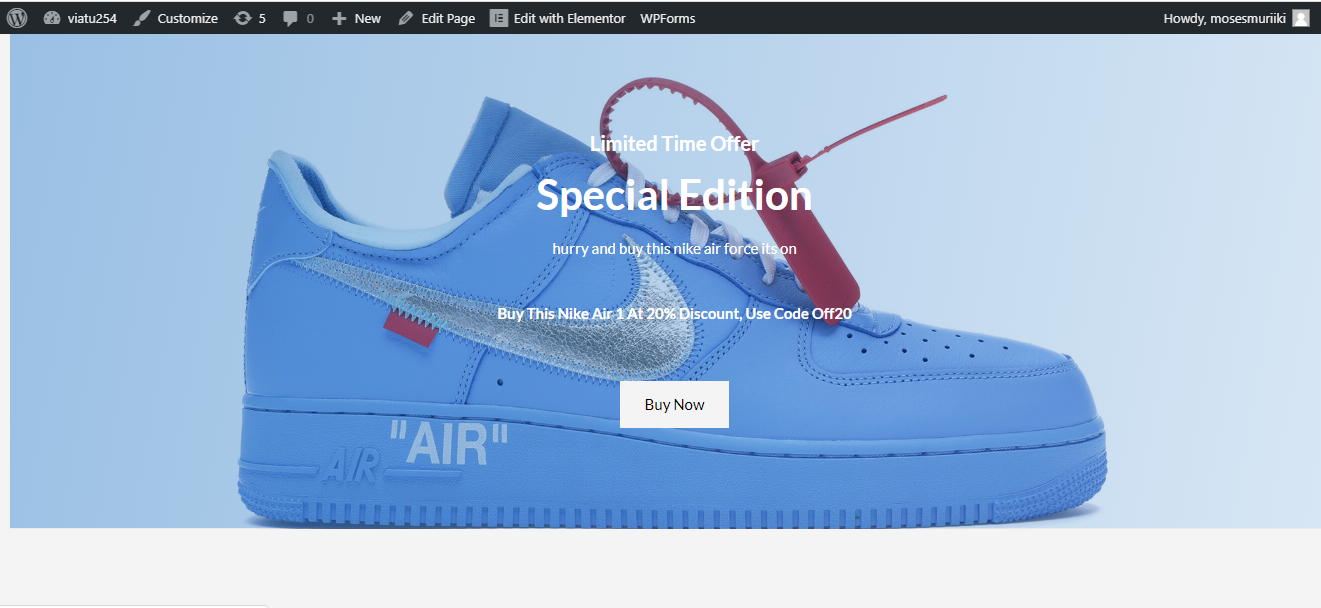 viatu254 Customize 5 0 New Edit Page Edit with Elementor WPForms Howdy, mosesmuriiki
Limited Time Offer
Special Edition
hurry and buy this nike air force its on
Buy This Nike Air 1 At 20% Discount, Use Code Off20
Buy Now
"AIR"
AIR